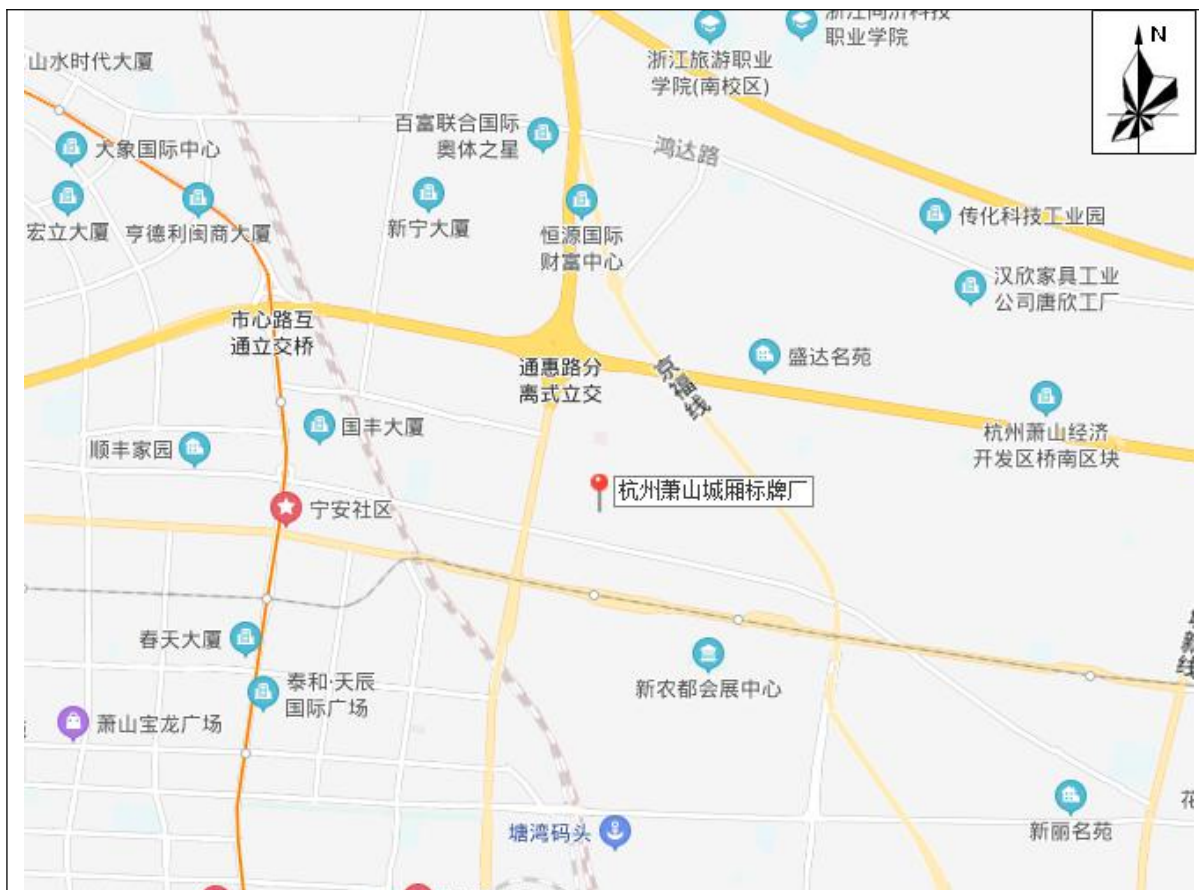 浙江同济科技
职业学院
N
浙江旅游职业
学院(南校区)
山水时代大厦
百富联合国际
奥体之星
鸿达路
大象国际中心
宏立大厦
亨德利闽商大厦
新宁大厦
恒源国际
财富中心
传化科技工业园
汉欣家具工业
公司唐欣工厂
市心路互
通立交桥
通惠路分
离式立交
京福线
盛达名苑
国丰大厦
顺丰家园
杭州萧山经济
开发区桥南区块
杭州萧山城厢标牌厂
宁安社区
春天大厦
新农都会展中心
泰和·天辰
国际广场
萧山宝龙广场
塘湾码头
新丽名苑
花